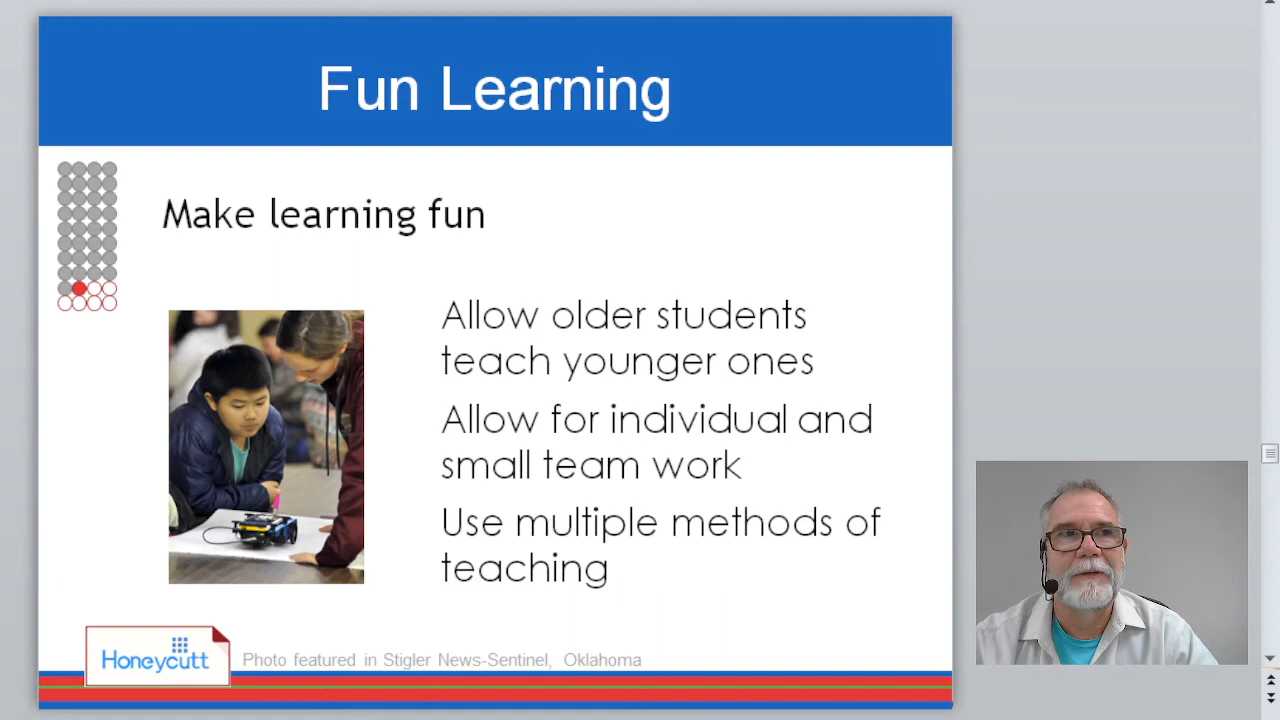 Fun Learning
Make learning fun
Allow older students
teach younger ones
Allow for individual and
small team work
Use multiple methods of
teaching
Honeycutt
Photo featured in Stigler News-Sentinel, Oklahoma